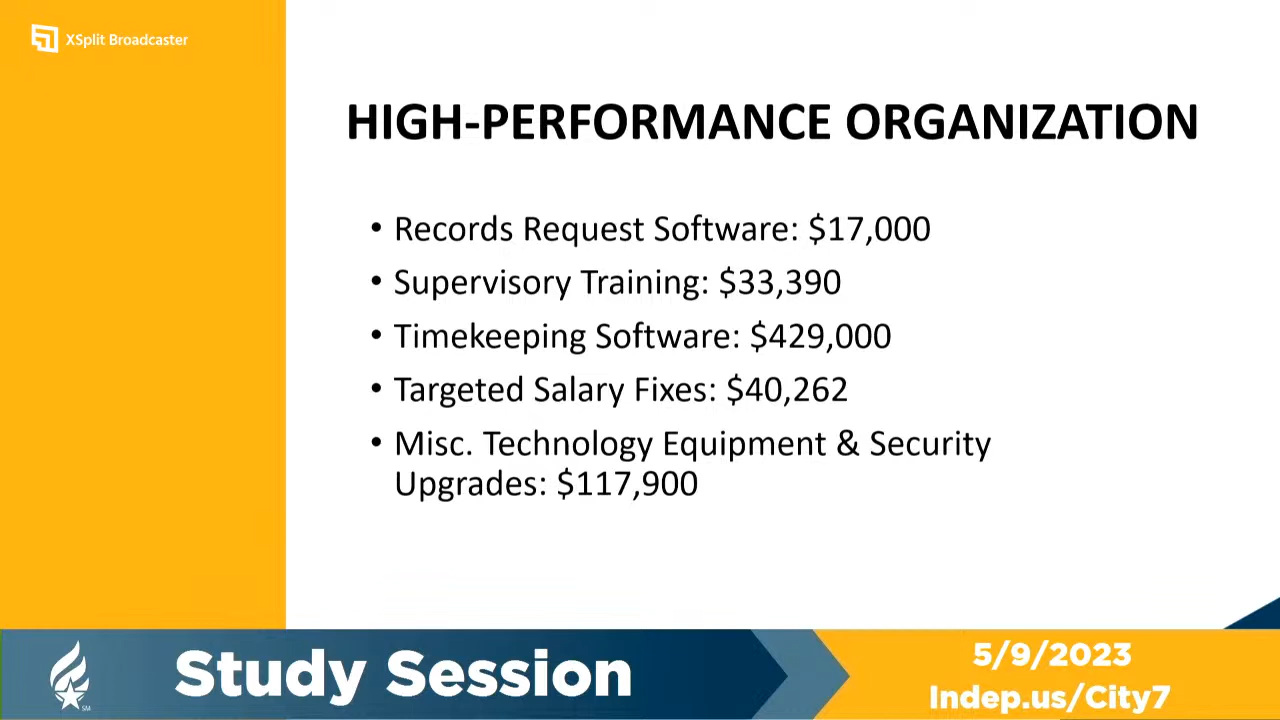 XSplit Broadcaster
HIGH-PERFORMANCE ORGANIZATION
• Records Request Software: $17,000
• Supervisory Training: $33,390
• Timekeeping Software: $429,000
• Targeted Salary Fixes: $40,262
• Misc. Technology Equipment & Security
Upgrades: $117,900
SM
Study Session
5/9/2023
Indep.us/City7